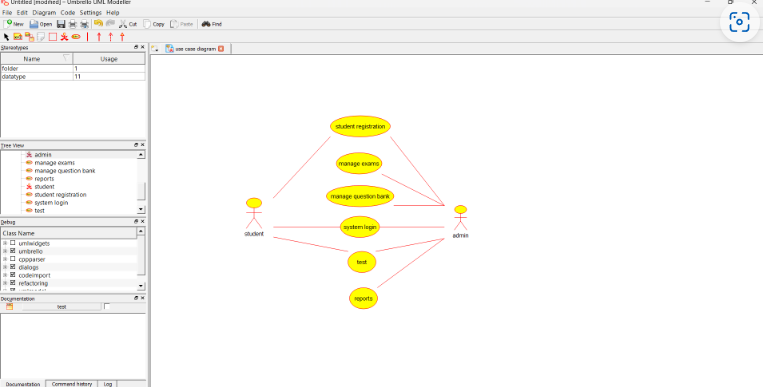 Untitled [modified] - Umbrello UML Modeller
File Edit Diagram Code Settings Help
New Open Cut Copy Paste Find
Stereotypes
Name Usage
folder 1
datatype 11
Tree View
admin
manage exams
manage question bank
reports
student
student registration
system login
test
Debug
Class Name
umlwidgets
umbrello
cppparser
dialogs
codeimport
refactoring
Documentation
test
Documentation Command history Log
use case diagram
student registration
manage exams
manage question bank
system login
test
reports
student
admin